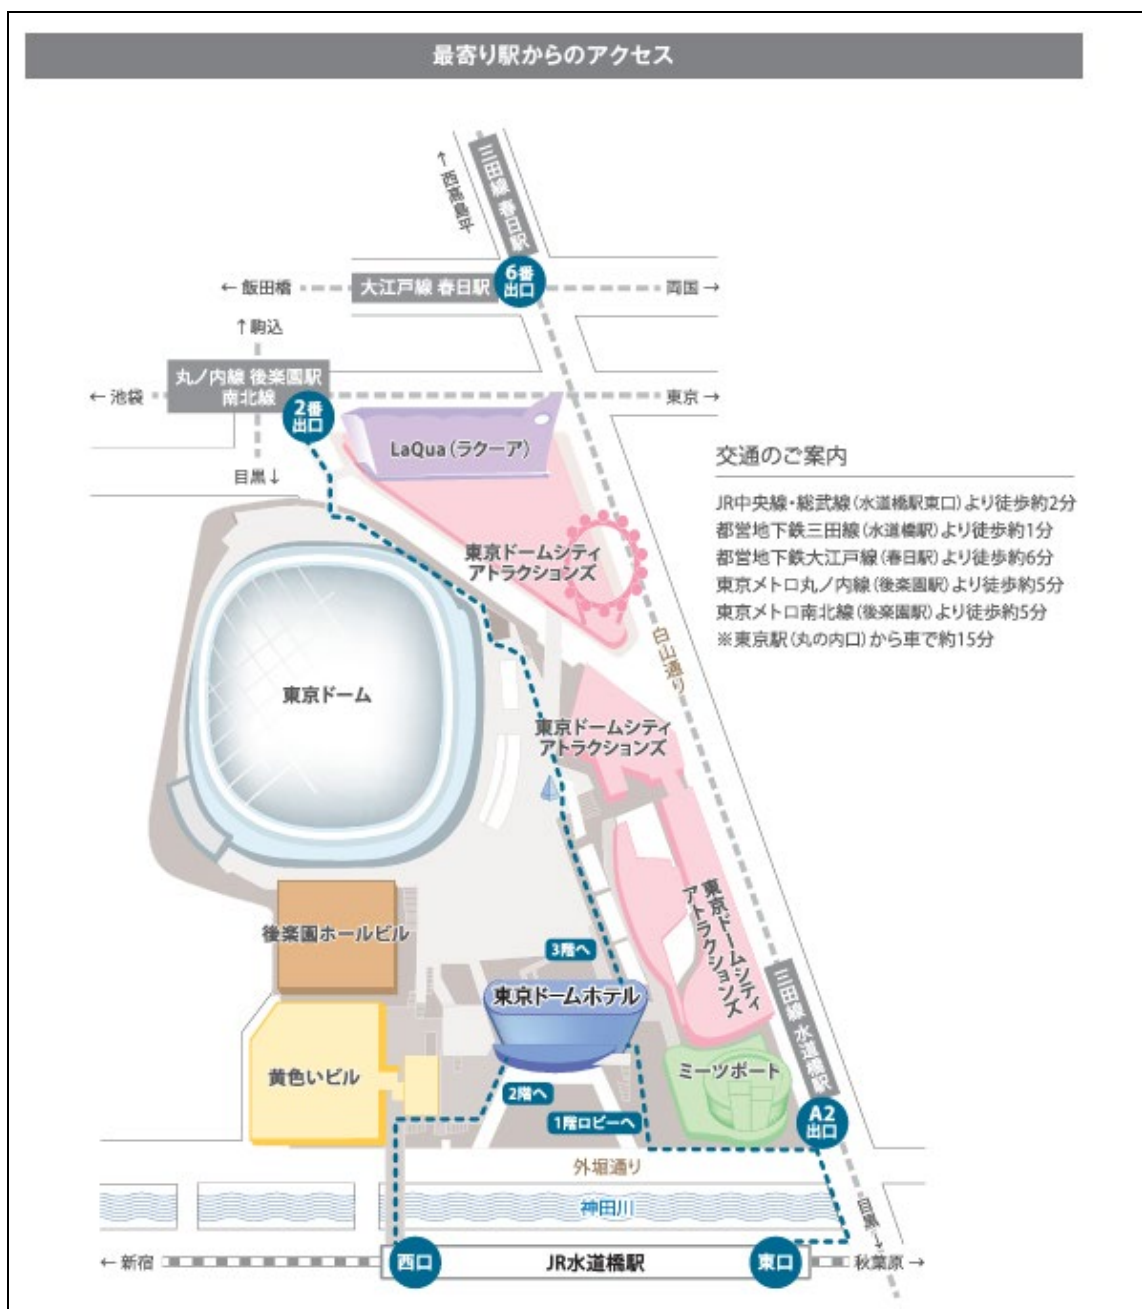 最寄り駅からのアクセス
↑西高島平
三田線 春日駅
6番
出口
← 飯田橋
大江戸線 春日駅
両国 →
↑駒込
丸ノ内線 後楽園駅
南北線
← 池袋
2番
出口
東京 →
目黒↓
LaQua(ラクーア)
交通のご案内
JR中央線・総武線(水道橋駅東口)より徒歩約2分
都営地下鉄三田線(水道橋駅)より徒歩約1分
都営地下鉄大江戸線(春日駅)より徒歩約6分
東京メトロ丸ノ内線(後楽園駅)より徒歩約5分
東京メトロ南北線(後楽園駅)より徒歩約5分
※東京駅(丸の内口)から車で約15分
東京ドームシティ
アトラクションズ
白山通り
東京ドーム
東京ドームシティ
アトラクションズ
東京ドームシティ
アトラクションズ
後楽園ホールビル
3階へ
東京ドームホテル
三田線 水道橋駅
黄色いビル
ミーツポート
2階へ
1階ロビーへ
A2
出口
外堀通り
神田川
目黒→
← 新宿
西口
JR水道橋駅
東口
秋葉原 →